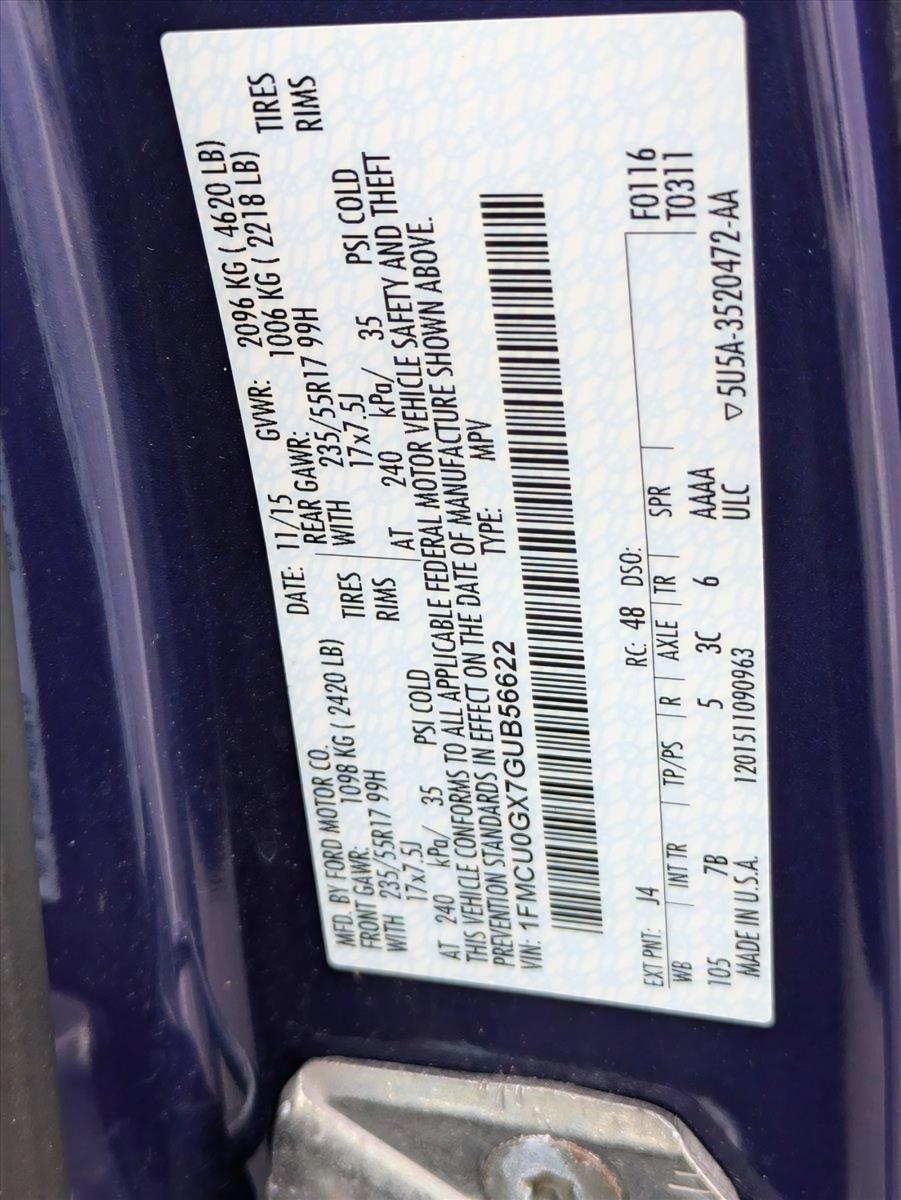 MFD. BY FORD MOTOR CO. DATE: 11/15 GVWR: 2096 KG ( 4620 LB)
FRONT GAWR: 1098 KG ( 2420 LB) REAR GAWR: 1006 KG ( 2218 LB)
WITH 235/55R17 99H TIRES WITH 235/55R17 99H TIRES
17x7.5J RIMS 17x7.5J RIMS
AT 240 kPa/ 35 PSI COLD AT 240 kPa/ 35 PSI COLD
THIS VEHICLE CONFORMS TO ALL APPLICABLE FEDERAL MOTOR VEHICLE SAFETY AND THEFT
PREVENTION STANDARDS IN EFFECT ON THE DATE OF MANUFACTURE SHOWN ABOVE.
VIN: 1FMCU0GX7GUB56622 TYPE: MPV
EXT PNT: J4 RC: 48 DSO: F0116
WB INT TR TP/PS R AXLE TR SPR T0311
105 7B 5 3C 6 AAAA
MADE IN U.S.A. 1201511090963 ULC ▽5U5A-3520472-AA